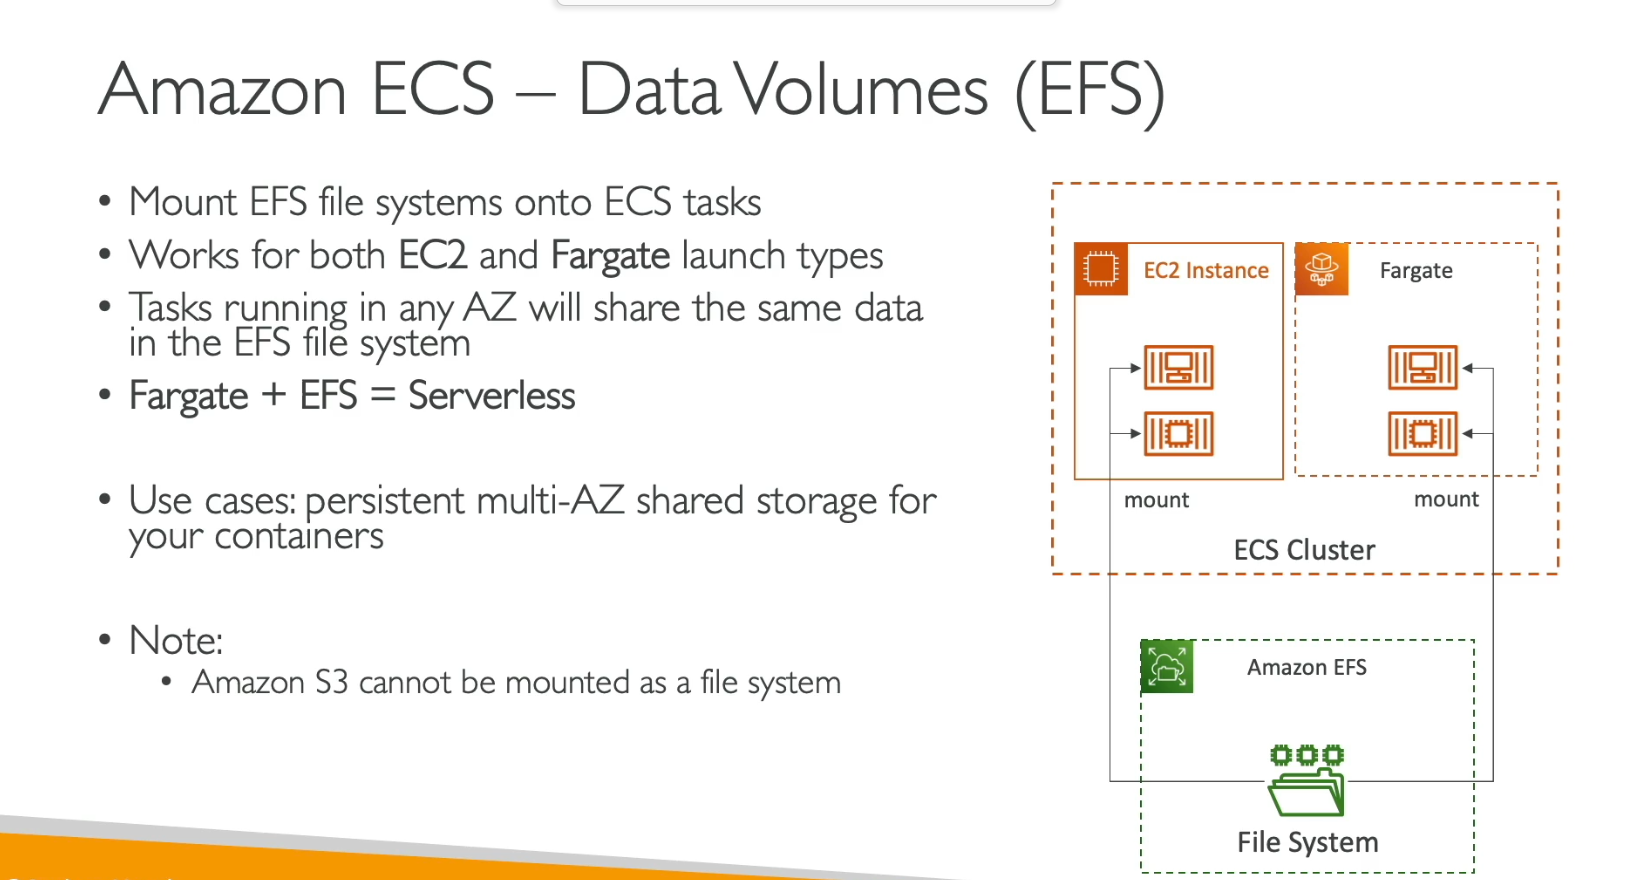 Amazon ECS – Data Volumes (EFS)
• Mount EFS file systems onto ECS tasks
• Works for both EC2 and Fargate launch types
• Tasks running in any AZ will share the same data
in the EFS file system
• Fargate + EFS = Serverless
• Use cases: persistent multi-AZ shared storage for
your containers
• Note:
• Amazon S3 cannot be mounted as a file system
EC2 Instance
Fargate
mount
mount
ECS Cluster
Amazon EFS
File System